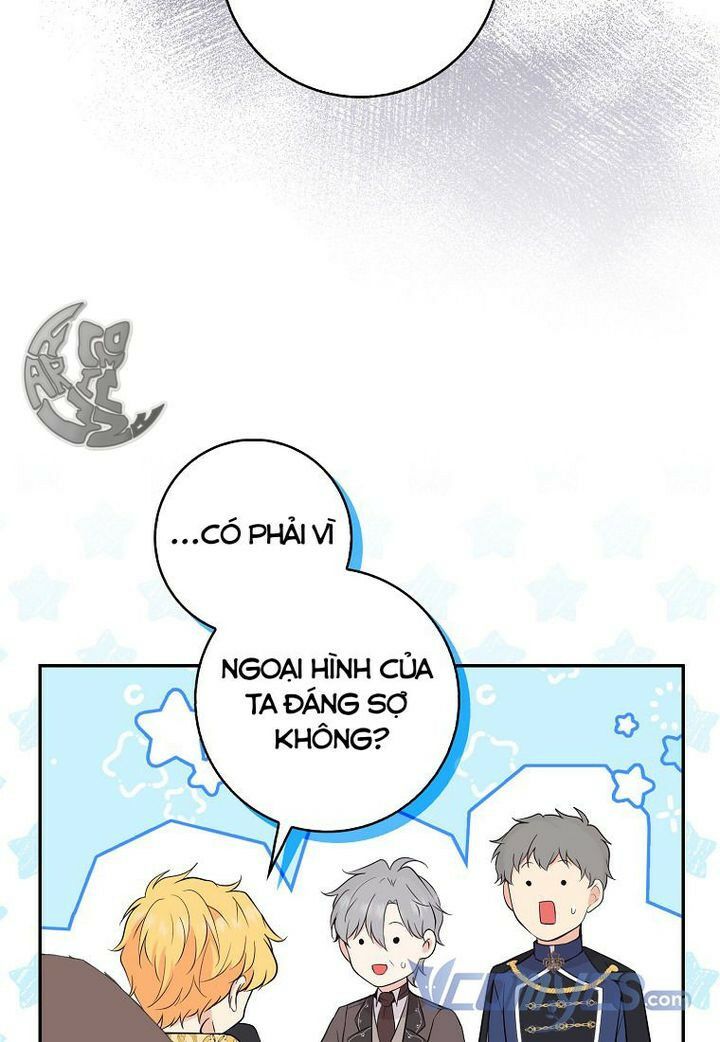 ...CÓ PHẢI VÌ
NGOẠI HÌNH CỦA
TA ĐÁNG SỢ
KHÔNG?